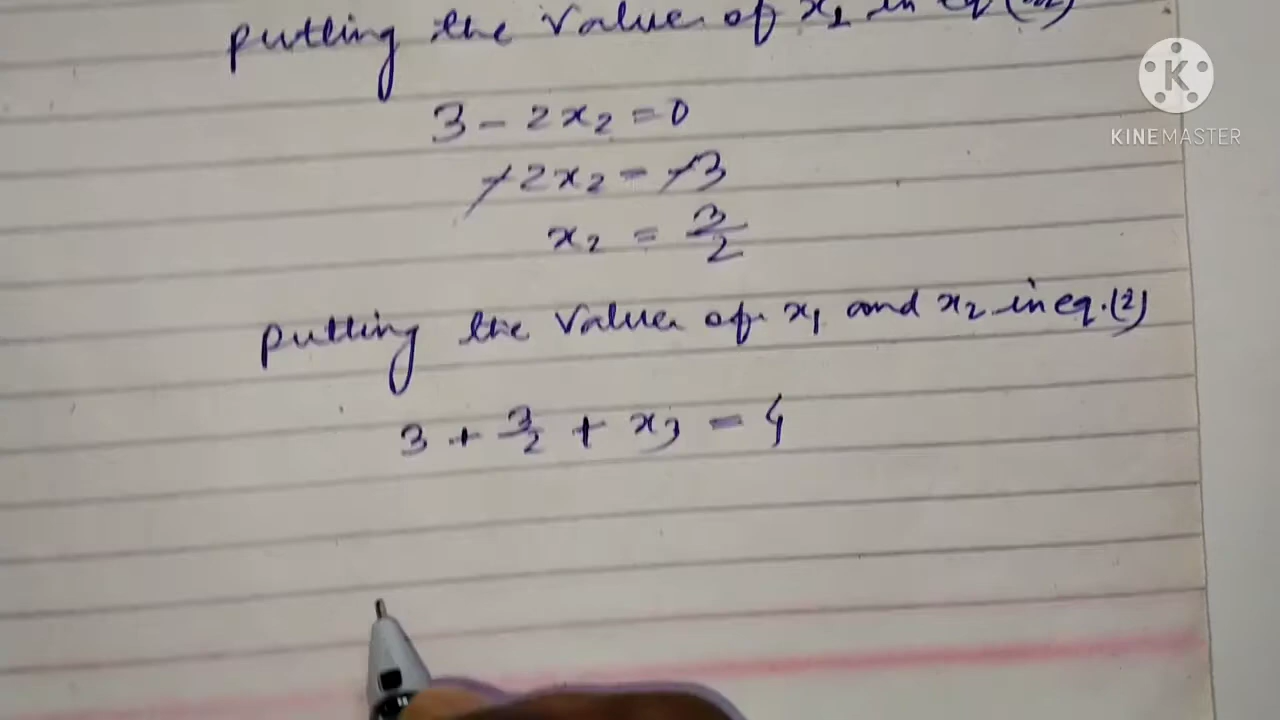 putting the value of x₁ in eq
3 - 2x₂ = 0
-2x₂ = -3
x₂ = 3/2
putting the value of x₁ and x₂ in eq.(2)
3 + 3/2 + x₃ = 4
K
KINEMASTER